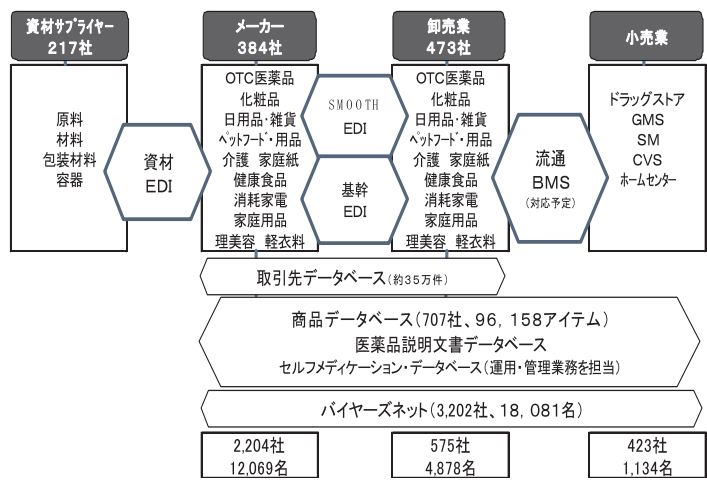 資材サプライヤー
217社
メーカー
384社
卸売業
473社
小売業
原料
材料
包装材料
容器
資材
EDI
OTC医薬品
化粧品
日用品・雑貨
ペットフード・用品
介護 家庭紙
健康食品
消耗家電
家庭用品
理美容 軽衣料
SMOOTH
EDI
基幹
EDI
OTC医薬品
化粧品
日用品・雑貨
ペットフード・用品
介護 家庭紙
健康食品
消耗家電
家庭用品
理美容 軽衣料
流通
BMS
(対応予定)
ドラッグストア
GMS
SM
CVS
ホームセンター
取引先データベース(約35万件)
商品データベース(707社、96,158アイテム)
医薬品説明文書データベース
セルフメディケーション・データベース(運用・管理業務を担当)
バイヤーズネット(3,202社、18,081名)
2,204社
12,069名
575社
4,878名
423社
1,134名